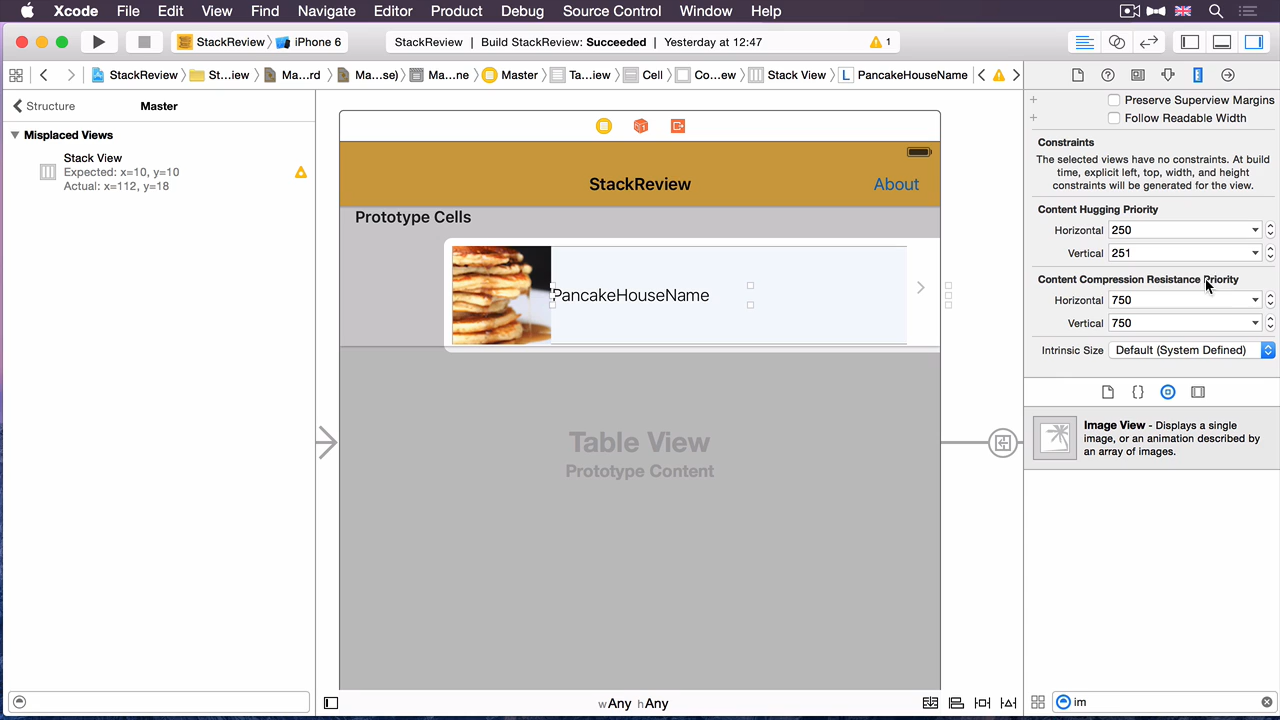 Xcode File Edit View Find Navigate Editor Product Debug Source Control Window Help
StackReview iPhone 6 StackReview | Build StackReview: Succeeded | Yesterday at 12:47 1
StackReview St...iew Ma...rd Ma...se) Ma...ne Master Ta...iew Cell Co...ew Stack View L PancakeHouseName
Structure Master
Misplaced Views
Stack View
Expected: x=10, y=10
Actual: x=112, y=18
StackReview About
Prototype Cells
PancakeHouseName
Table View
Prototype Content
wAny hAny
Preserve Superview Margins
Follow Readable Width
Constraints
The selected views have no constraints. At build
time, explicit left, top, width, and height
constraints will be generated for the view.
Content Hugging Priority
Horizontal 250
Vertical 251
Content Compression Resistance Priority
Horizontal 750
Vertical 750
Intrinsic Size Default (System Defined)
Image View - Displays a single
image, or an animation described by
an array of images.
im